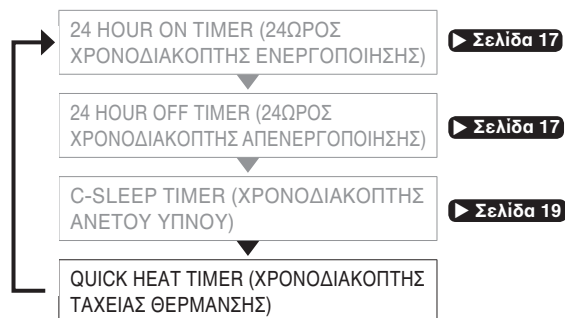 24 HOUR ON TIMER (24ΩΡΟΣ
ΧΡΟΝΟΔΙΑΚΟΠΤΗΣ ΕΝΕΡΓΟΠΟΙΗΣΗΣ)
Σελίδα 17
24 HOUR OFF TIMER (24ΩΡΟΣ
ΧΡΟΝΟΔΙΑΚΟΠΤΗΣ ΑΠΕΝΕΡΓΟΠΟΙΗΣΗΣ)
Σελίδα 17
C-SLEEP TIMER (ΧΡΟΝΟΔΙΑΚΟΠΤΗΣ
ΑΝΕΤΟΥ ΥΠΝΟΥ)
Σελίδα 19
QUICK HEAT TIMER (ΧΡΟΝΟΔΙΑΚΟΠΤΗΣ
ΤΑΧΕΙΑΣ ΘΕΡΜΑΝΣΗΣ)